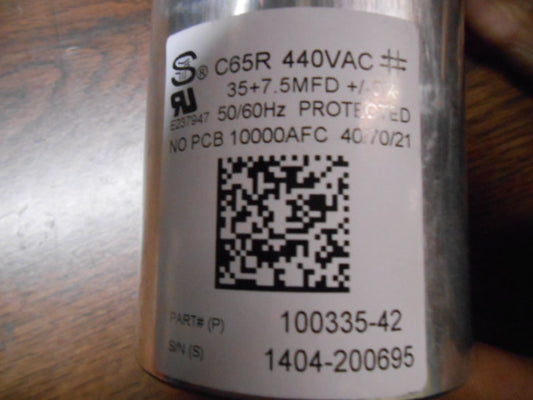 S® C65R 440VAC
35+7.5MFD +/-
E237947 50/60Hz PROTECTED
NO PCB 10000AFC 40/70/21
PART# (P) 100335-42
S/N (S) 1404-200695